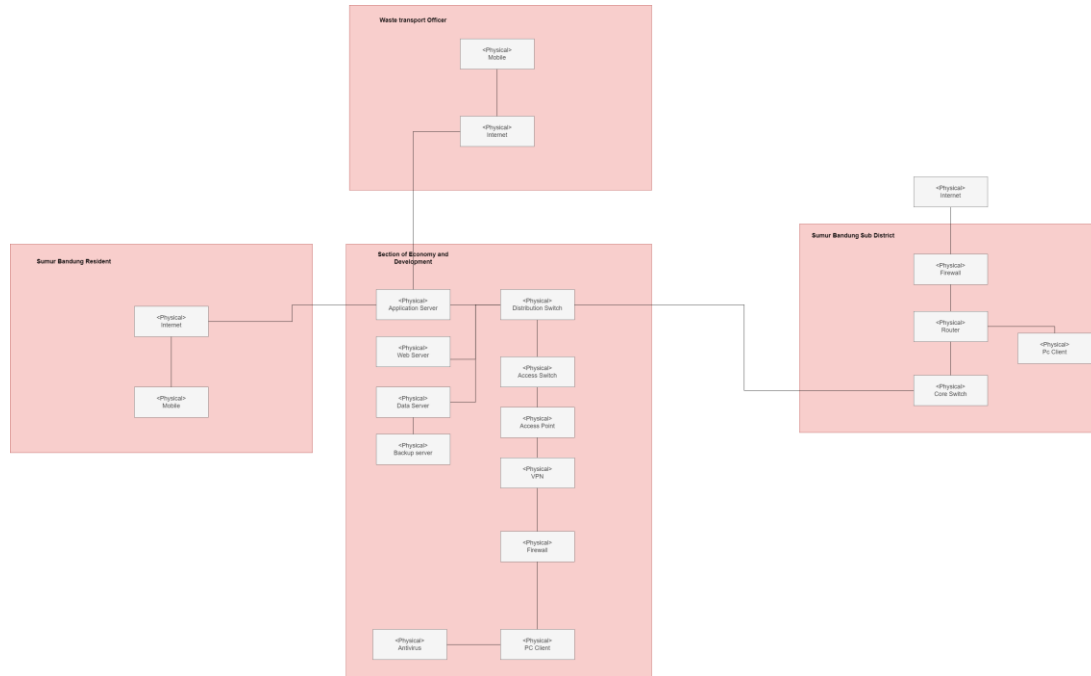 Waste transport Officer
<Physical>
Mobile
<Physical>
Internet
Sumur Bandung Resident
<Physical>
Internet
<Physical>
Mobile
Section of Economy and
Development
<Physical>
Application Server
<Physical>
Distribution Switch
<Physical>
Web Server
<Physical>
Access Switch
<Physical>
Data Server
<Physical>
Access Point
<Physical>
Backup server
<Physical>
VPN
<Physical>
Firewall
<Physical>
Antivirus
<Physical>
PC Client
<Physical>
Internet
Sumur Bandung Sub District
<Physical>
Firewall
<Physical>
Router
<Physical>
Pc Client
<Physical>
Core Switch